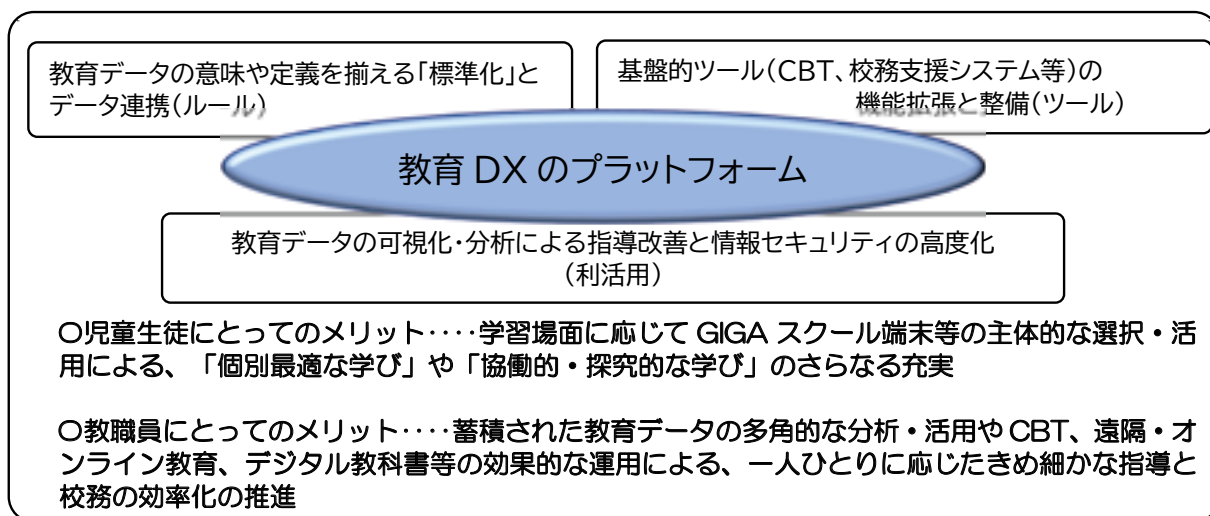 教育データの意味や定義を揃える「標準化」と
データ連携(ルール)
基盤的ツール(CBT、校務支援システム等)の
機能拡張と整備(ツール)
教育 DX のプラットフォーム
教育データの可視化・分析による指導改善と情報セキュリティの高度化
(利活用)
〇児童生徒にとってのメリット‥‥学習場面に応じて GIGA スクール端末等の主体的な選択・活
用による、「個別最適な学び」や「協働的・探究的な学び」のさらなる充実
〇教職員にとってのメリット‥‥蓄積された教育データの多角的な分析・活用や CBT、遠隔・オ
ンライン教育、デジタル教科書等の効果的な運用による、一人ひとりに応じたきめ細かな指導と
校務の効率化の推進